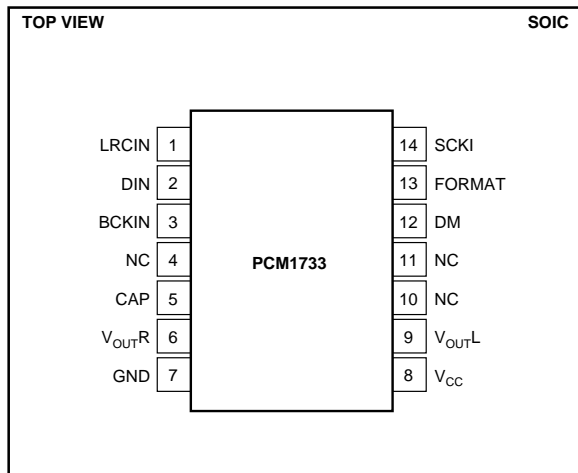 TOP VIEW SOIC
LRCIN 1 14 SCKI
DIN 2 13 FORMAT
BCKIN 3 12 DM
NC 4 11 NC
PCM1733
CAP 5 10 NC
VOUTR 6 9 VOUTL
GND 7 8 VCC